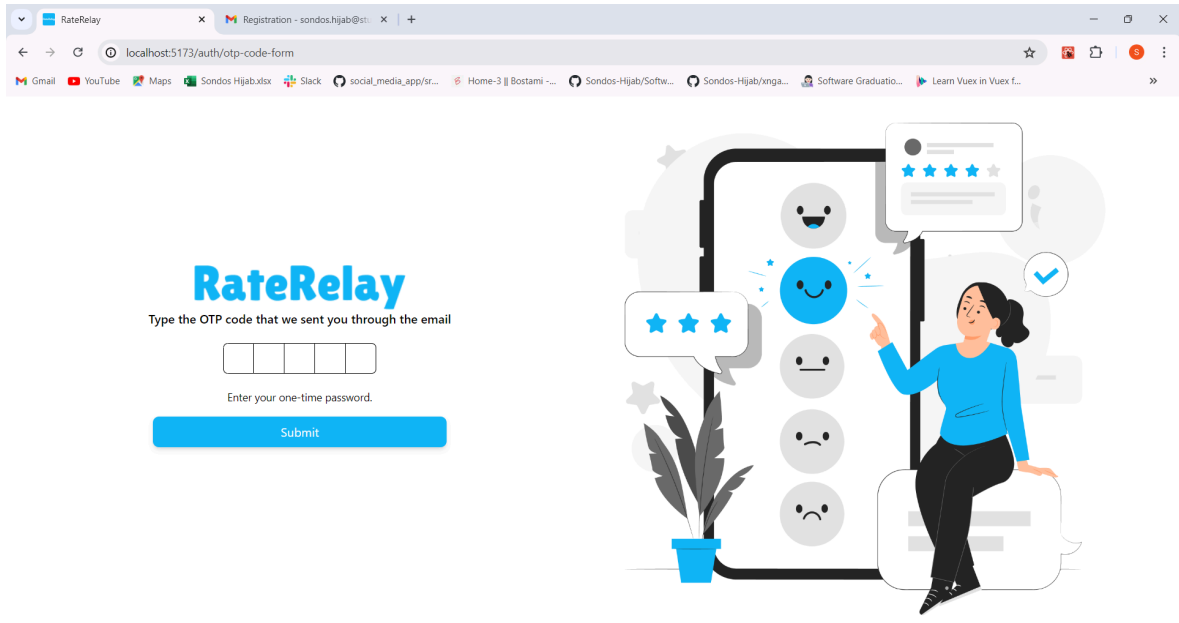 RateRelay
Registration - sondos.hijab@st
localhost:5173/auth/otp-code-form
Gmail YouTube Maps Sondos Hijab.xlsx Slack social_media_app/sr... Home-3 || Bostami -... Sondos-Hijab/Softw... Sondos-Hijab/xnga... Software Graduatio... Learn Vuex in Vuex f...
RateRelay
Type the OTP code that we sent you through the email
Enter your one-time password.
Submit